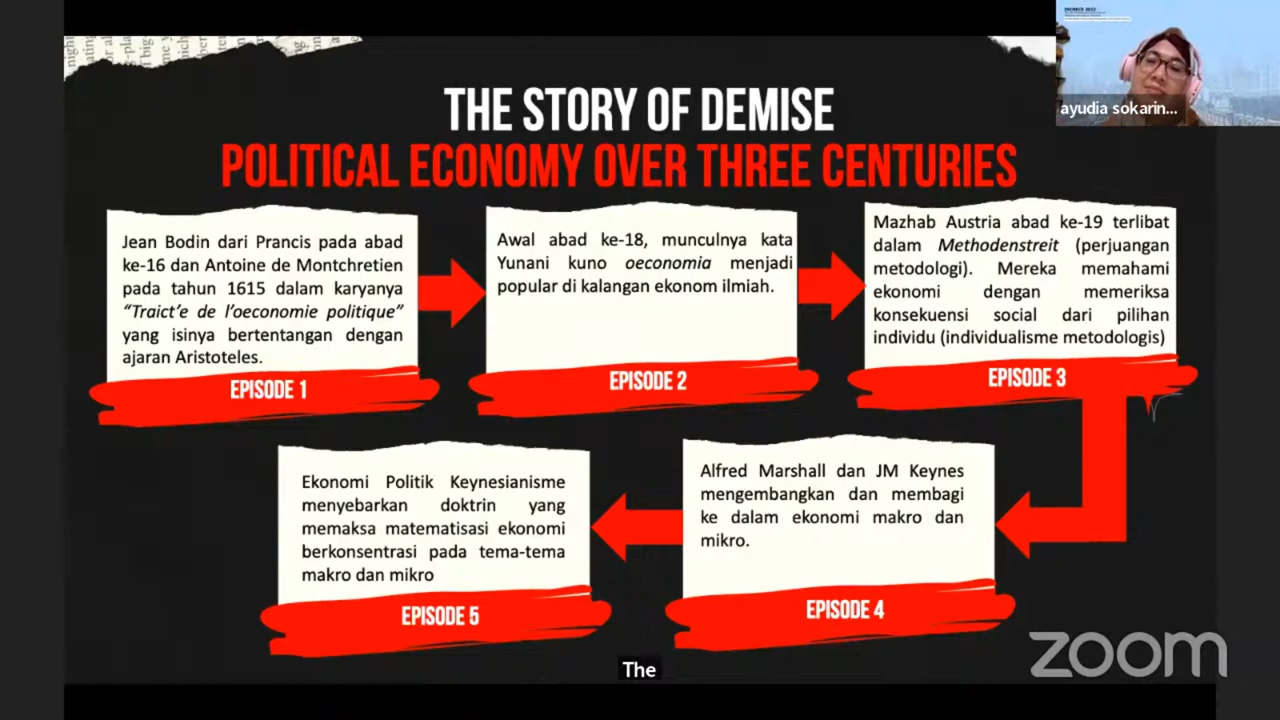 THE STORY OF DEMISE
POLITICAL ECONOMY OVER THREE CENTURIES
ayudia sokarin...
Jean Bodin dari Prancis pada abad
ke-16 dan Antoine de Montchretien
pada tahun 1615 dalam karyanya
“Traict’e de l’oeconomie politique”
yang isinya bertentangan dengan
ajaran Aristoteles.
EPISODE 1
Awal abad ke-18, munculnya kata
Yunani kuno oeconomia menjadi
popular di kalangan ekonom ilmiah.
EPISODE 2
Mazhab Austria abad ke-19 terlibat
dalam Methodenstreit (perjuangan
metodologi). Mereka memahami
ekonomi dengan memeriksa
konsekuensi social dari pilihan
individu (individualisme metodologis)
EPISODE 3
Alfred Marshall dan JM Keynes
mengembangkan dan membagi
ke dalam ekonomi makro dan
mikro.
EPISODE 4
Ekonomi Politik Keynesianisme
menyebarkan doktrin yang
memaksa matematisasi ekonomi
berkonsentrasi pada tema-tema
makro dan mikro
EPISODE 5
The
zoom